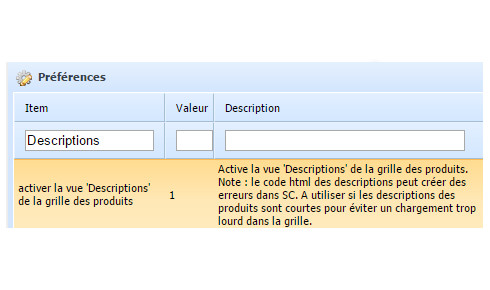 Préférences
Item Valeur Description
Descriptions
activer la vue 'Descriptions'
de la grille des produits
1
Active la vue 'Descriptions' de la grille des produits.
Note : le code html des descriptions peut créer des
erreurs dans SC. A utiliser si les descriptions des
produits sont courtes pour éviter un chargement trop
lourd dans la grille.